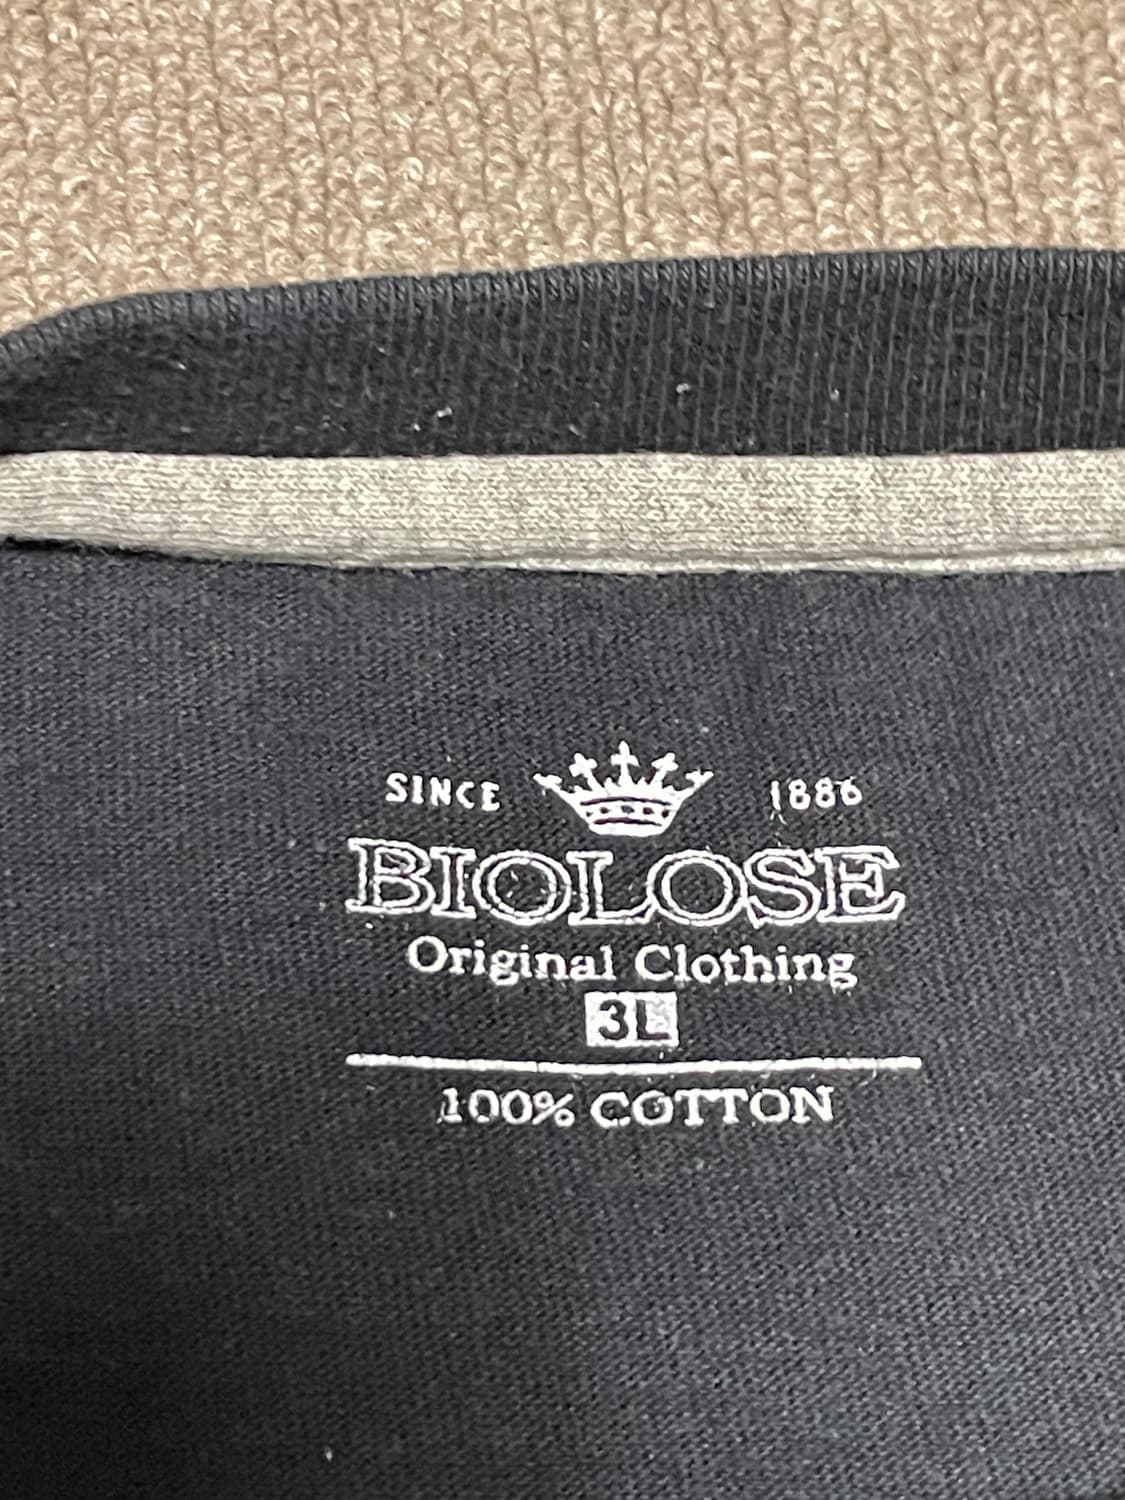 SINCE 1886
BIOLOSE
Original Clothing
3L
100% COTTON